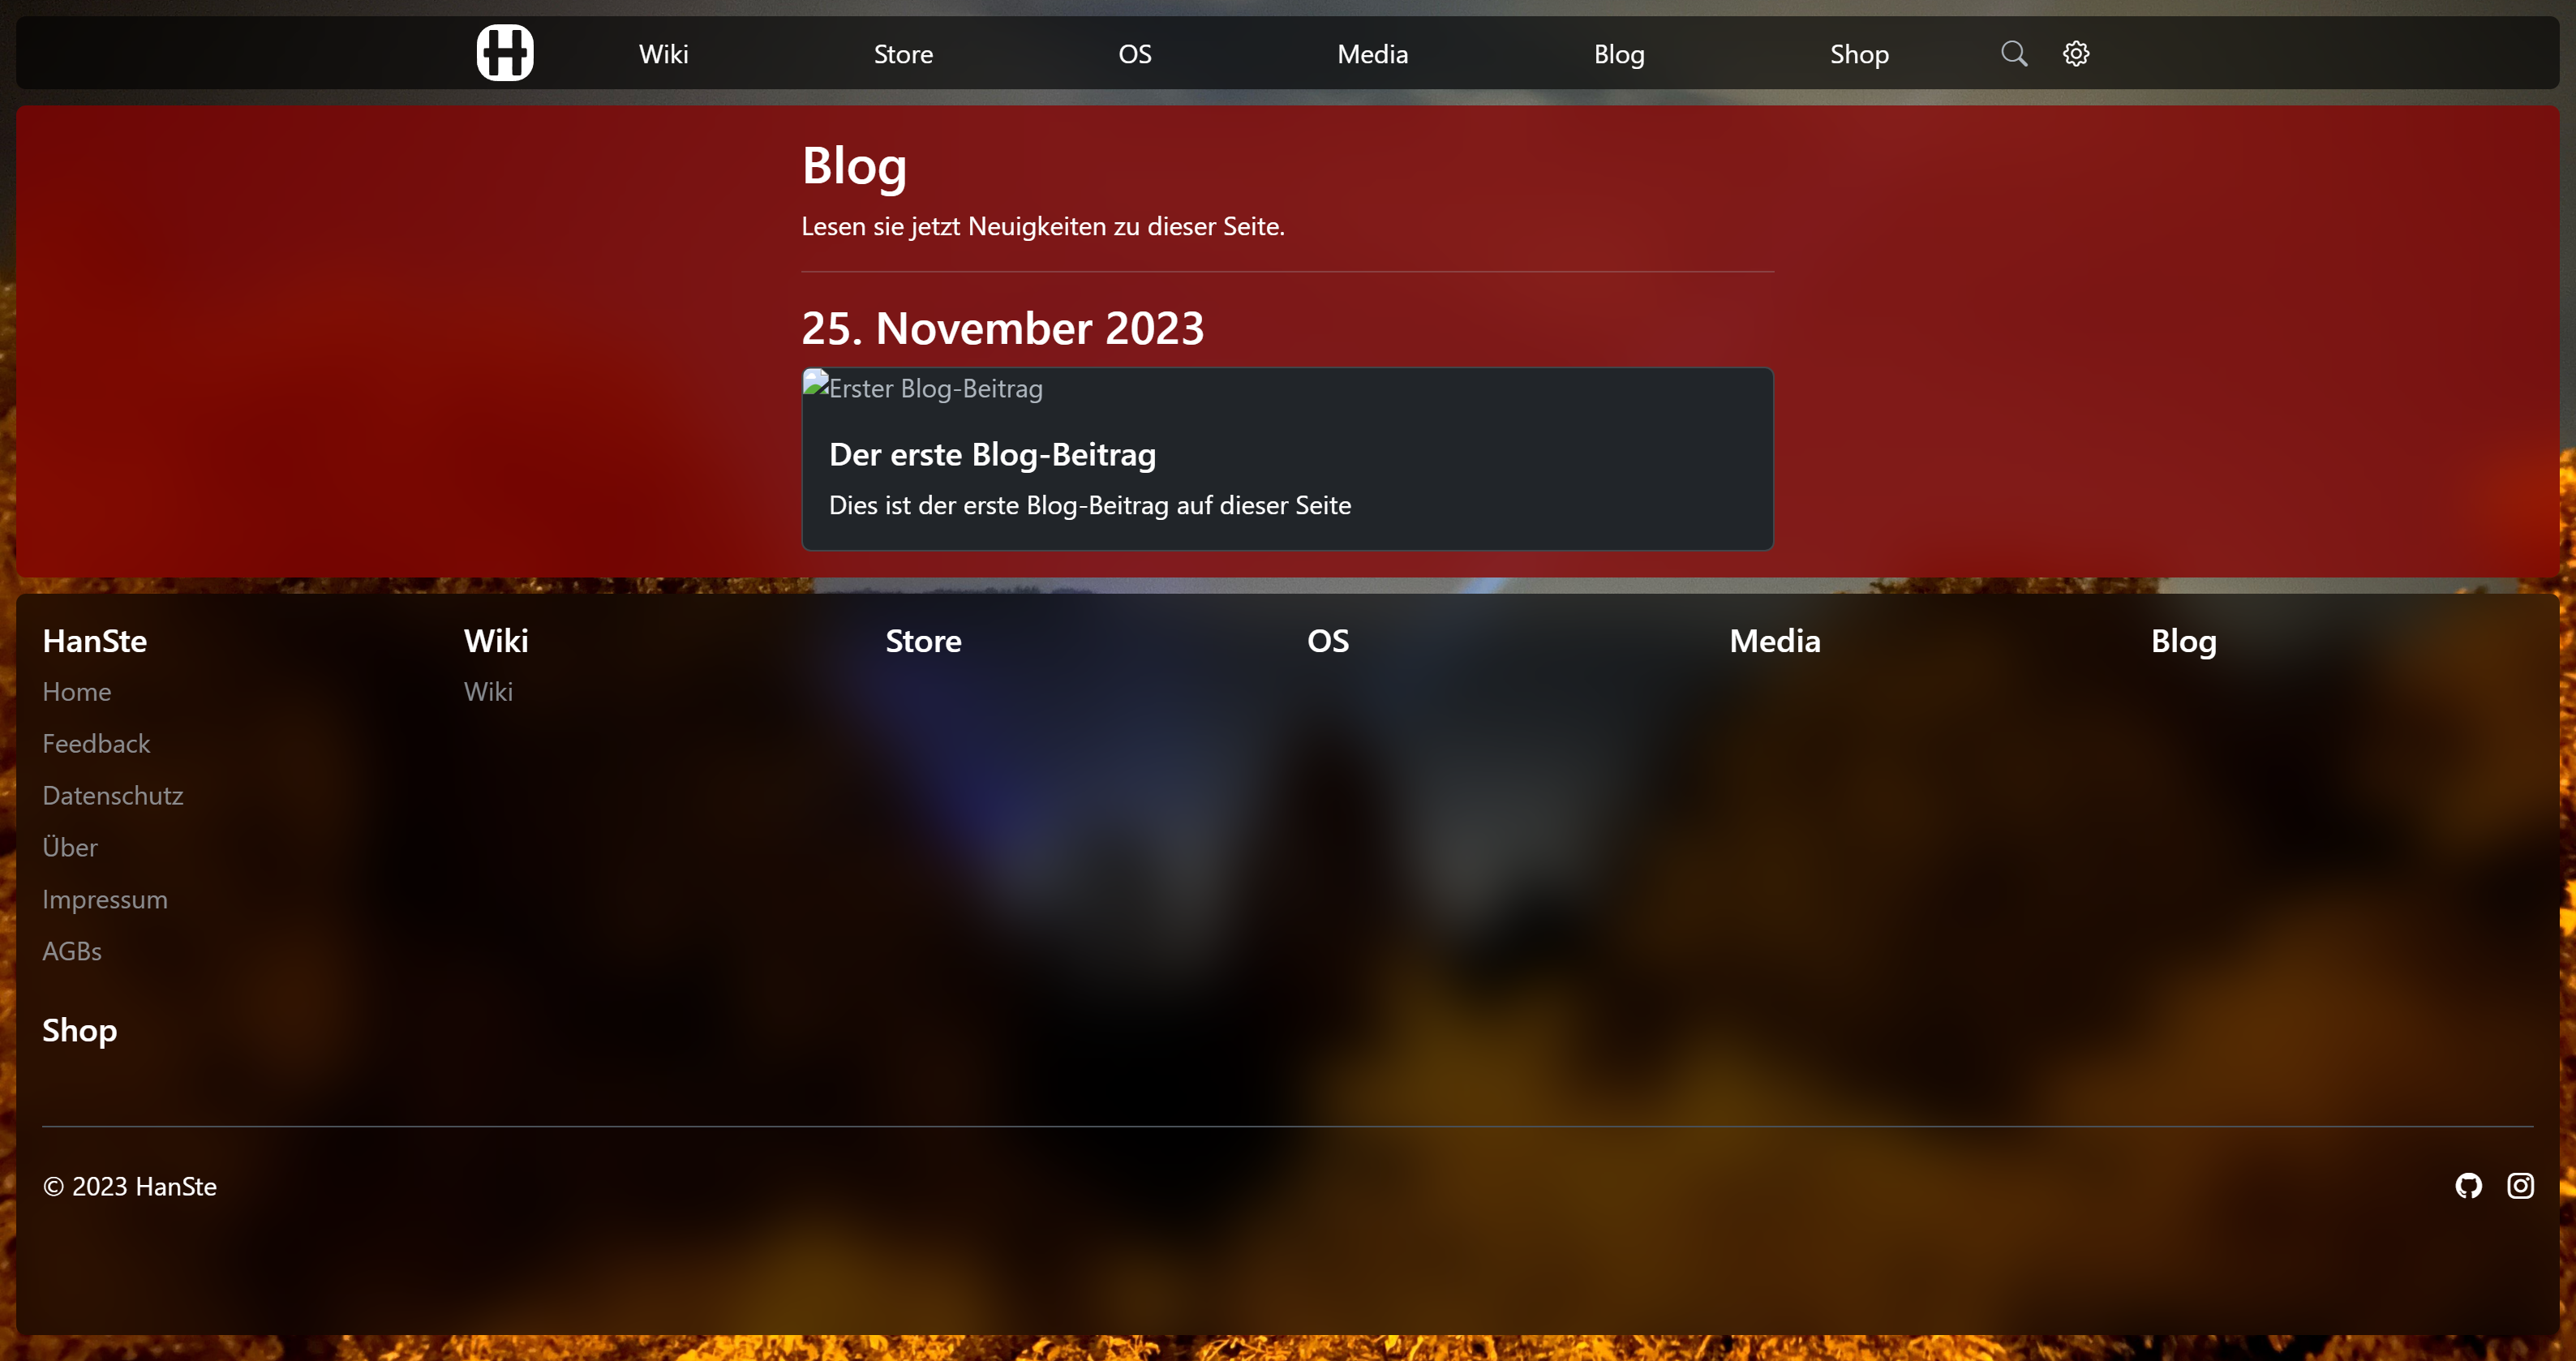 H
Wiki Store OS Media Blog Shop
Blog
Lesen sie jetzt Neuigkeiten zu dieser Seite.
25. November 2023
Erster Blog-Beitrag
Der erste Blog-Beitrag
Dies ist der erste Blog-Beitrag auf dieser Seite
HanSte
Home
Feedback
Datenschutz
Über
Impressum
AGBs
Wiki
Wiki
Store
OS
Media
Blog
Shop
© 2023 HanSte